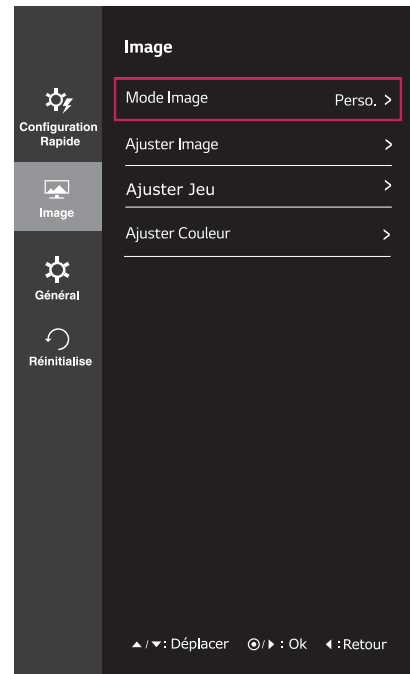 Configuration
Rapide
Image
Général
Réinitialise
Image
Mode Image Perso. >
Ajuster Image >
Ajuster Jeu >
Ajuster Couleur >
▲/▼: Déplacer ◉/▶ : Ok ◀ :Retour